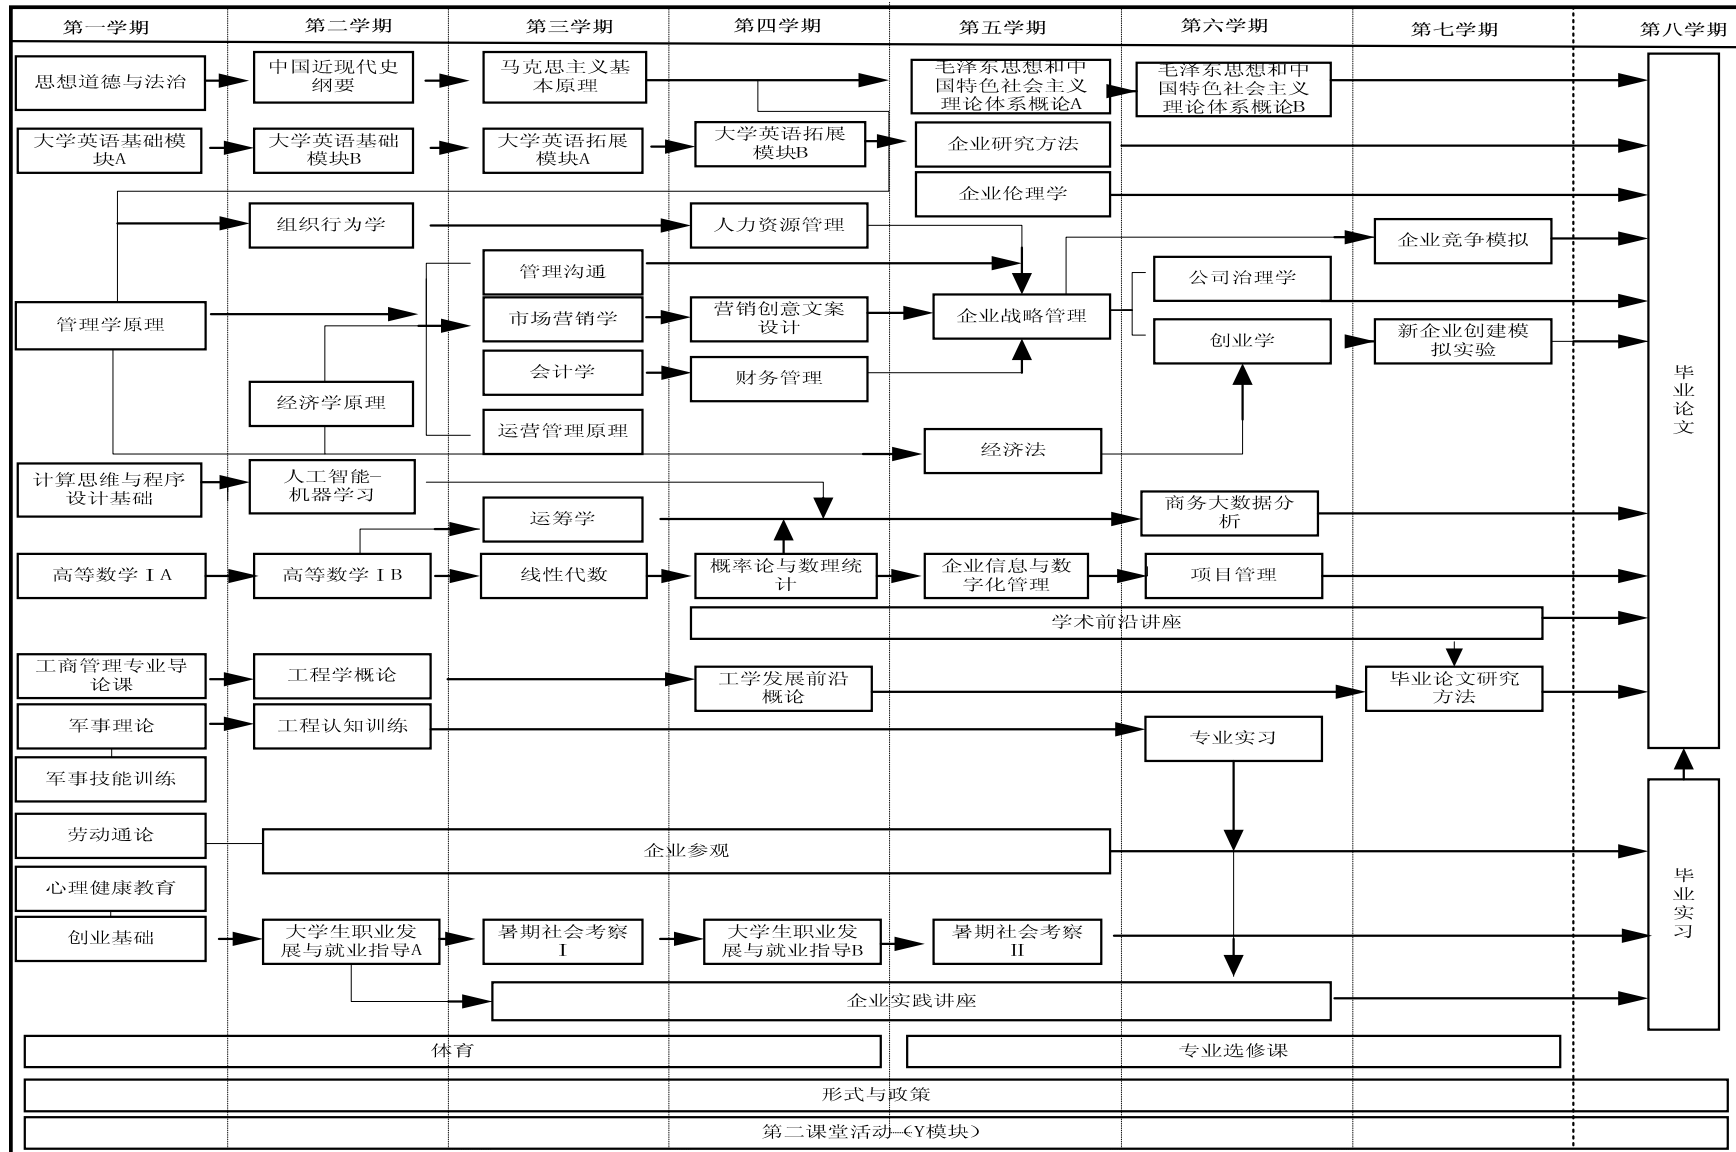 第一学期
第二学期
第三学期
第四学期
第五学期
第六学期
第七学期
第八学期
思想道德与法治
中国近现代史
纲要
马克思主义基
本原理
毛泽东思想和中
国特色社会主义
理论体系概论A
毛泽东思想和中
国特色社会主义
理论体系概论B
大学英语基础模
块A
大学英语基础
模块B
大学英语拓展
模块A
大学英语拓展
模块B
企业研究方法
企业伦理学
组织行为学
人力资源管理
企业竞争模拟
管理沟通
公司治理学
管理学原理
市场营销学
营销创意文案
设计
企业战略管理
创业学
新企业创建模
拟实验
会计学
财务管理
经济学原理
运营管理原理
经济法
毕
业
论
文
计算思维与程序
设计基础
人工智能-
机器学习
运筹学
商务大数据分
析
高等数学ⅠA
高等数学ⅠB
线性代数
概率论与数理统
计
企业信息与数
字化管理
项目管理
学术前沿讲座
工商管理专业导
论课
工程学概论
工学发展前沿
概论
毕业论文研究
方法
军事理论
工程认知训练
专业实习
军事技能训练
劳动通论
企业参观
心理健康教育
创业基础
大学生职业发
展与就业指导A
暑期社会考察
Ⅰ
大学生职业发
展与就业指导B
暑期社会考察
Ⅱ
毕
业
实
习
企业实践讲座
体育
专业选修课
形式与政策
第二课堂活动(Y模块)